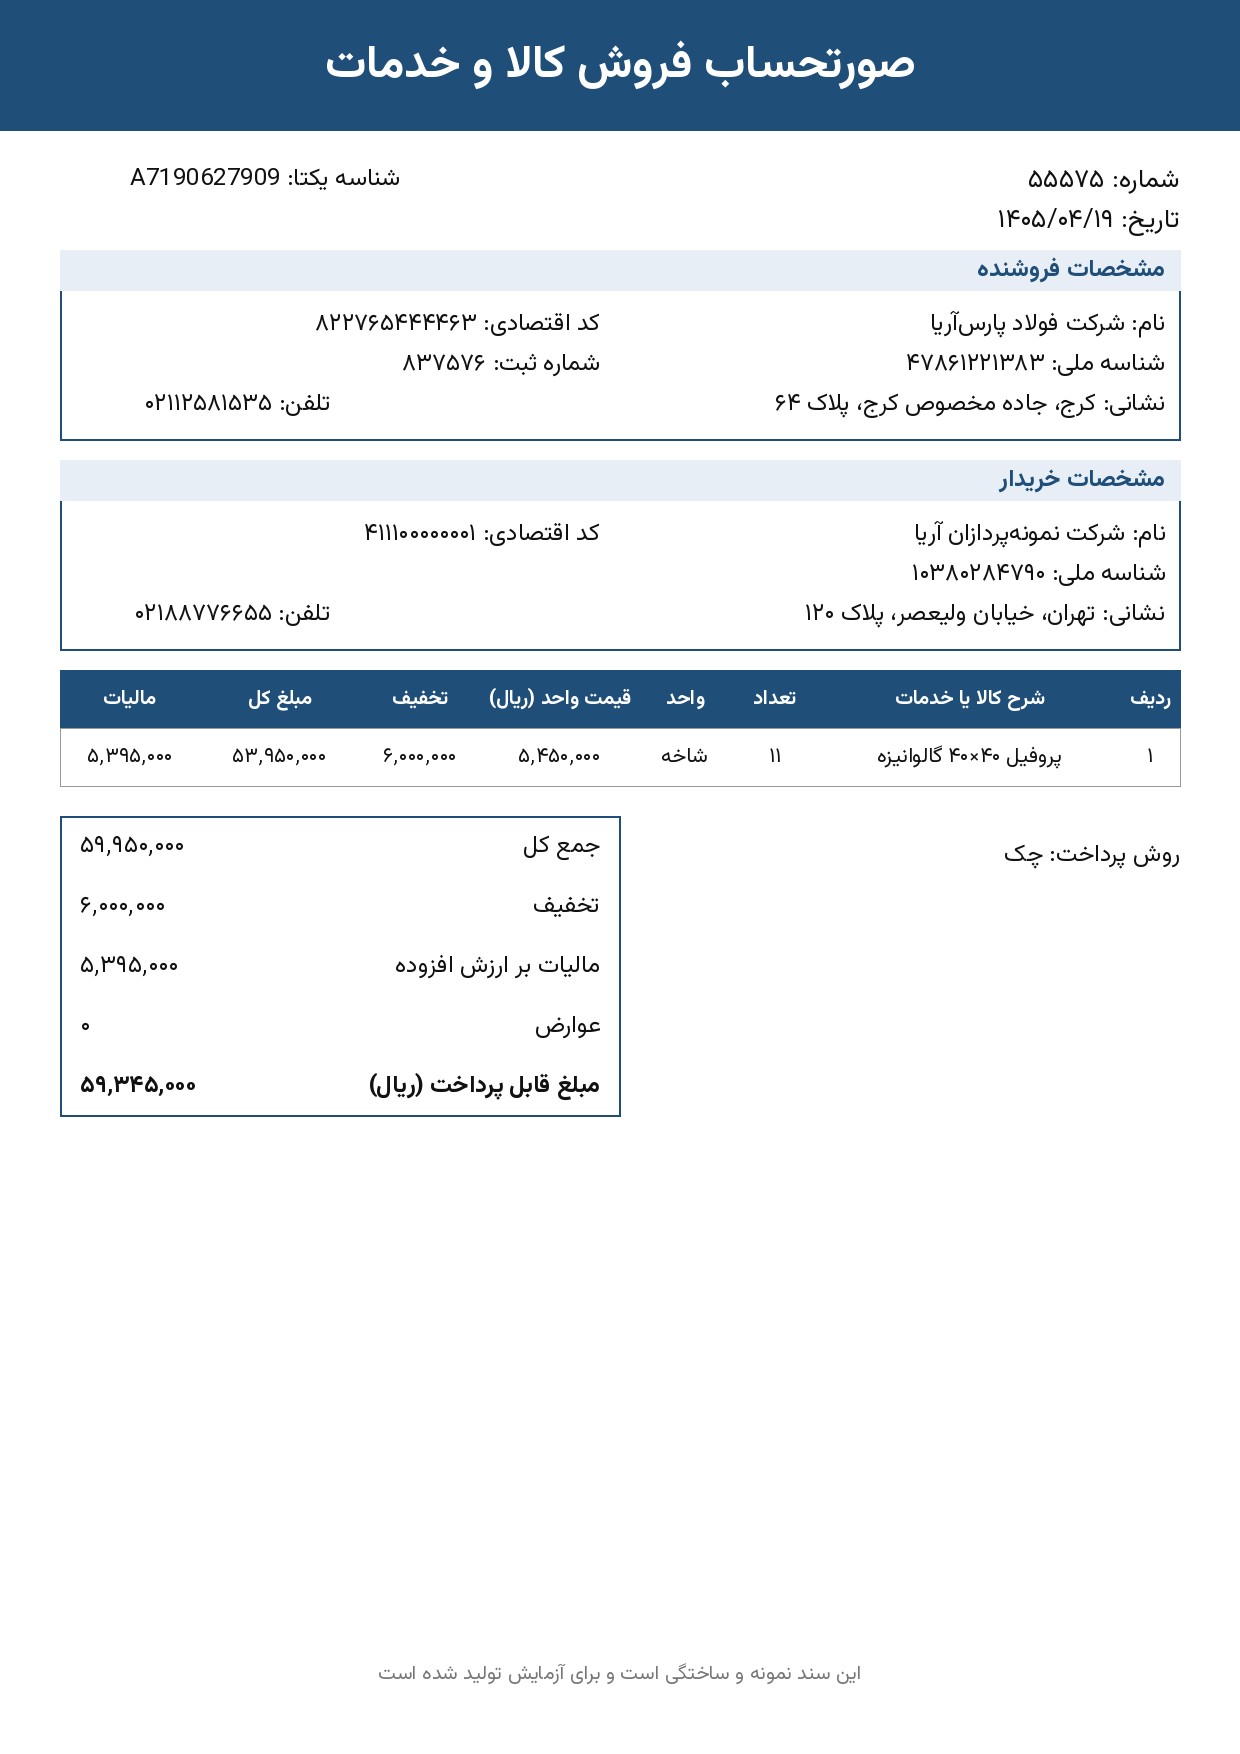 صورتحساب فروش کالا و خدمات
شماره: ۵۵۵۷۵
شناسه یکتا: A7190627909
تاریخ: ۱۴۰۵/۰۴/۱۹
مشخصات فروشنده
نام: شرکت فولاد پارس‌آریا کد اقتصادی: ۸۲۲۷۶۵۴۴۴۴۶۳
شناسه ملی: ۴۷۸۶۱۲۲۱۳۸۳ شماره ثبت: ۸۳۷۵۷۶
نشانی: کرج، جاده مخصوص کرج، پلاک ۶۴ تلفن: ۰۲۱۱۲۵۸۱۵۳۵
مشخصات خریدار
نام: شرکت نمونه‌پردازان آریا کد اقتصادی: ۴۱۱۱۰۰۰۰۰۰۰۱
شناسه ملی: ۱۰۳۸۰۲۸۴۷۹۰
نشانی: تهران، خیابان ولیعصر، پلاک ۱۲۰ تلفن: ۰۲۱۸۸۷۷۶۶۵۵
ردیف شرح کالا یا خدمات تعداد واحد قیمت واحد (ریال) تخفیف مبلغ کل مالیات
۱ پروفیل ۴۰×۴۰ گالوانیزه ۱۱ شاخه ۵,۴۵۰,۰۰۰ ۶,۰۰۰,۰۰۰ ۵۳,۹۵۰,۰۰۰ ۵,۳۹۵,۰۰۰
روش پرداخت: چک
جمع کل ۵۹,۹۵۰,۰۰۰
تخفیف ۶,۰۰۰,۰۰۰
مالیات بر ارزش افزوده ۵,۳۹۵,۰۰۰
عوارض ۰
مبلغ قابل پرداخت (ریال) ۵۹,۳۴۵,۰۰۰
این سند نمونه و ساختگی است و برای آزمایش تولید شده است